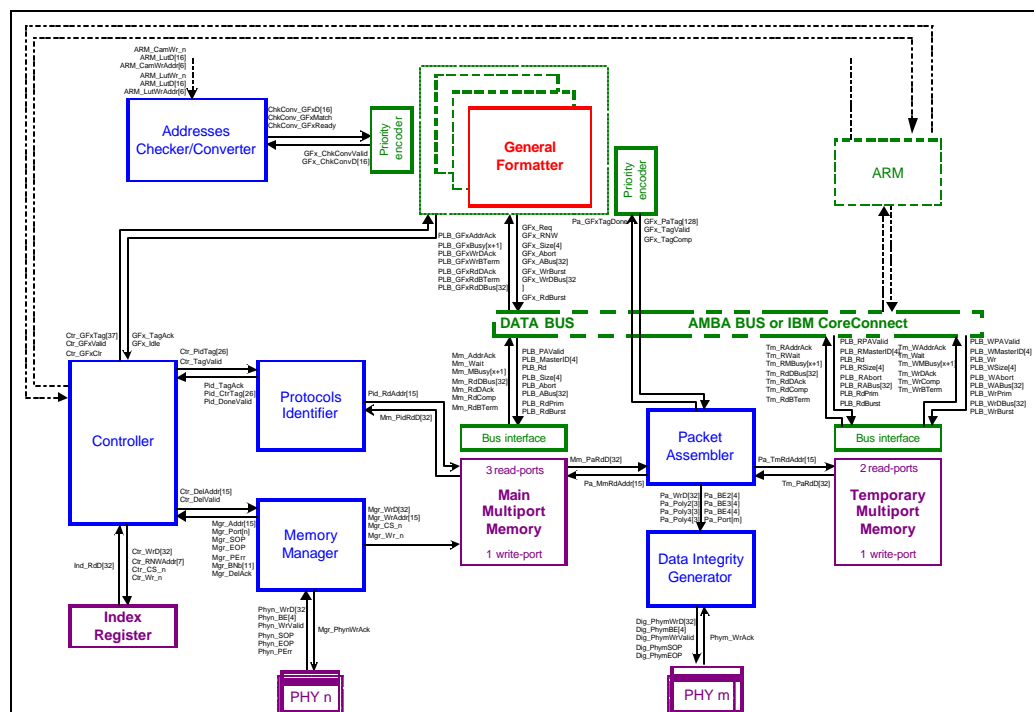 ARM_CamWr_n
ARM_LutD[16]
ARM_CamWrAddr[6]
ARM_LutWr_n
ARM_LutD[16]
ARM_LutWrAddr[6]
Addresses
Checker/Converter
ChkConv_GFxD[16]
ChkConv_GFxMatch
ChkConv_GFxReady
GFx_ChkConvValid
GFx_ChkConvD[16]
Priority
encoder
General
Formatter
Priority
encoder
ARM
Pa_GFxTagDone
GFx_PaTag[128]
GFx_TagValid
GFx_TagComp
PLB_GFxAddrAck
PLB_GFxBusy[x+1]
PLB_GFxWrDAck
PLB_GFxWrBTerm
PLB_GFxRdDAck
PLB_GFxRdBTerm
PLB_GFxRdDBus[32]
GFx_Req
GFx_RNW
GFx_Size[4]
GFx_Abort
GFx_ABus[32]
GFx_WrBurst
GFx_WrDBus[32
]
GFx_RdBurst
DATA BUS
AMBA BUS or IBM CoreConnect
Ctr_GFxTag[37]
Ctr_GFxValid
Ctr_GFxClr
GFx_TagAck
GFx_Idle
Ctr_PidTag[26]
Ctr_TagValid
Pid_TagAck
Pid_CtrTag[26]
Pid_DoneValid
Controller
Protocols
Identifier
Pid_RdAddr[15]
Mm_PidRdD[32]
Mm_AddrAck
Mm_Wait
Mm_MBusy[x+1]
Mm_RdDBus[32]
Mm_RdDAck
Mm_RdComp
Mm_RdBTerm
PLB_PAValid
PLB_MasterID[4]
PLB_Rd
PLB_Size[4]
PLB_Abort
PLB_ABus[32]
PLB_RdPrim
PLB_RdBurst
Tm_RAddrAck
Tm_RWait
Tm_RMBusy[x+1]
Tm_RdDBus[32]
Tm_RdDAck
Tm_RdComp
Tm_RdBTerm
PLB_RPAValid
PLB_RMasterID[4]
PLB_Rd
PLB_RSize[4]
PLB_RAbort
PLB_RABus[32]
PLB_RdPrim
PLB_RdBurst
Tm_WAddrAck
Tm_Wait
Tm_WMBusy[x+1]
Tm_WrDAck
Tm_WrComp
Tm_WrBTerm
PLB_WPAValid
PLB_WMasterID[4]
PLB_Wr
PLB_WSize[4]
PLB_WAbort
PLB_WABus[32]
PLB_WrPrim
PLB_WrDBus[32]
PLB_WrBurst
Bus interface
Packet
Assembler
Bus interface
3 read-ports
Main
Multiport
Memory
1 write-port
Mm_PaRdD[32]
Pa_MmRdAddr[15]
Pa_TmRdAddr[15]
Tm_PaRdD[32]
2 read-ports
Temporary
Multiport
Memory
1 write-port
Ctr_DelAddr[15]
Ctr_DelValid
Mgr_Addr[15]
Mgr_Port[n]
Mgr_SOP
Mgr_EOP
Mgr_PErr
Mgr_BNb[11]
Mgr_DelAck
Memory
Manager
Mgr_WrD[32]
Mgr_WrAddr[15]
Mgr_CS_n
Mgr_Wr_n
Pa_WrD[32]
Pa_Poly2[3]
Pa_Poly3[3]
Pa_Poly4[3]
Pa_BE2[4]
Pa_BE3[4]
Pa_BE4[4]
Pa_Port[m]
Data Integrity
Generator
Ind_RdD[32]
Ctr_WrD[32]
Ctr_RNWAddr[7]
Ctr_CS_n
Ctr_Wr_n
Index
Register
Phyn_WrD[32
Phyn_BE[4]
Phyn_WrValid
Phyn_SOP
Phyn_EOP
Phyn_PErr
Mgr_PhynWrAck
PHY n
Dig_PhymWrD[32]
Dig_PhymBE[4]
Dig_PhymWrValid
Dig_PhymSOP
Dig_PhymEOP
Phym_WrAck
PHY m